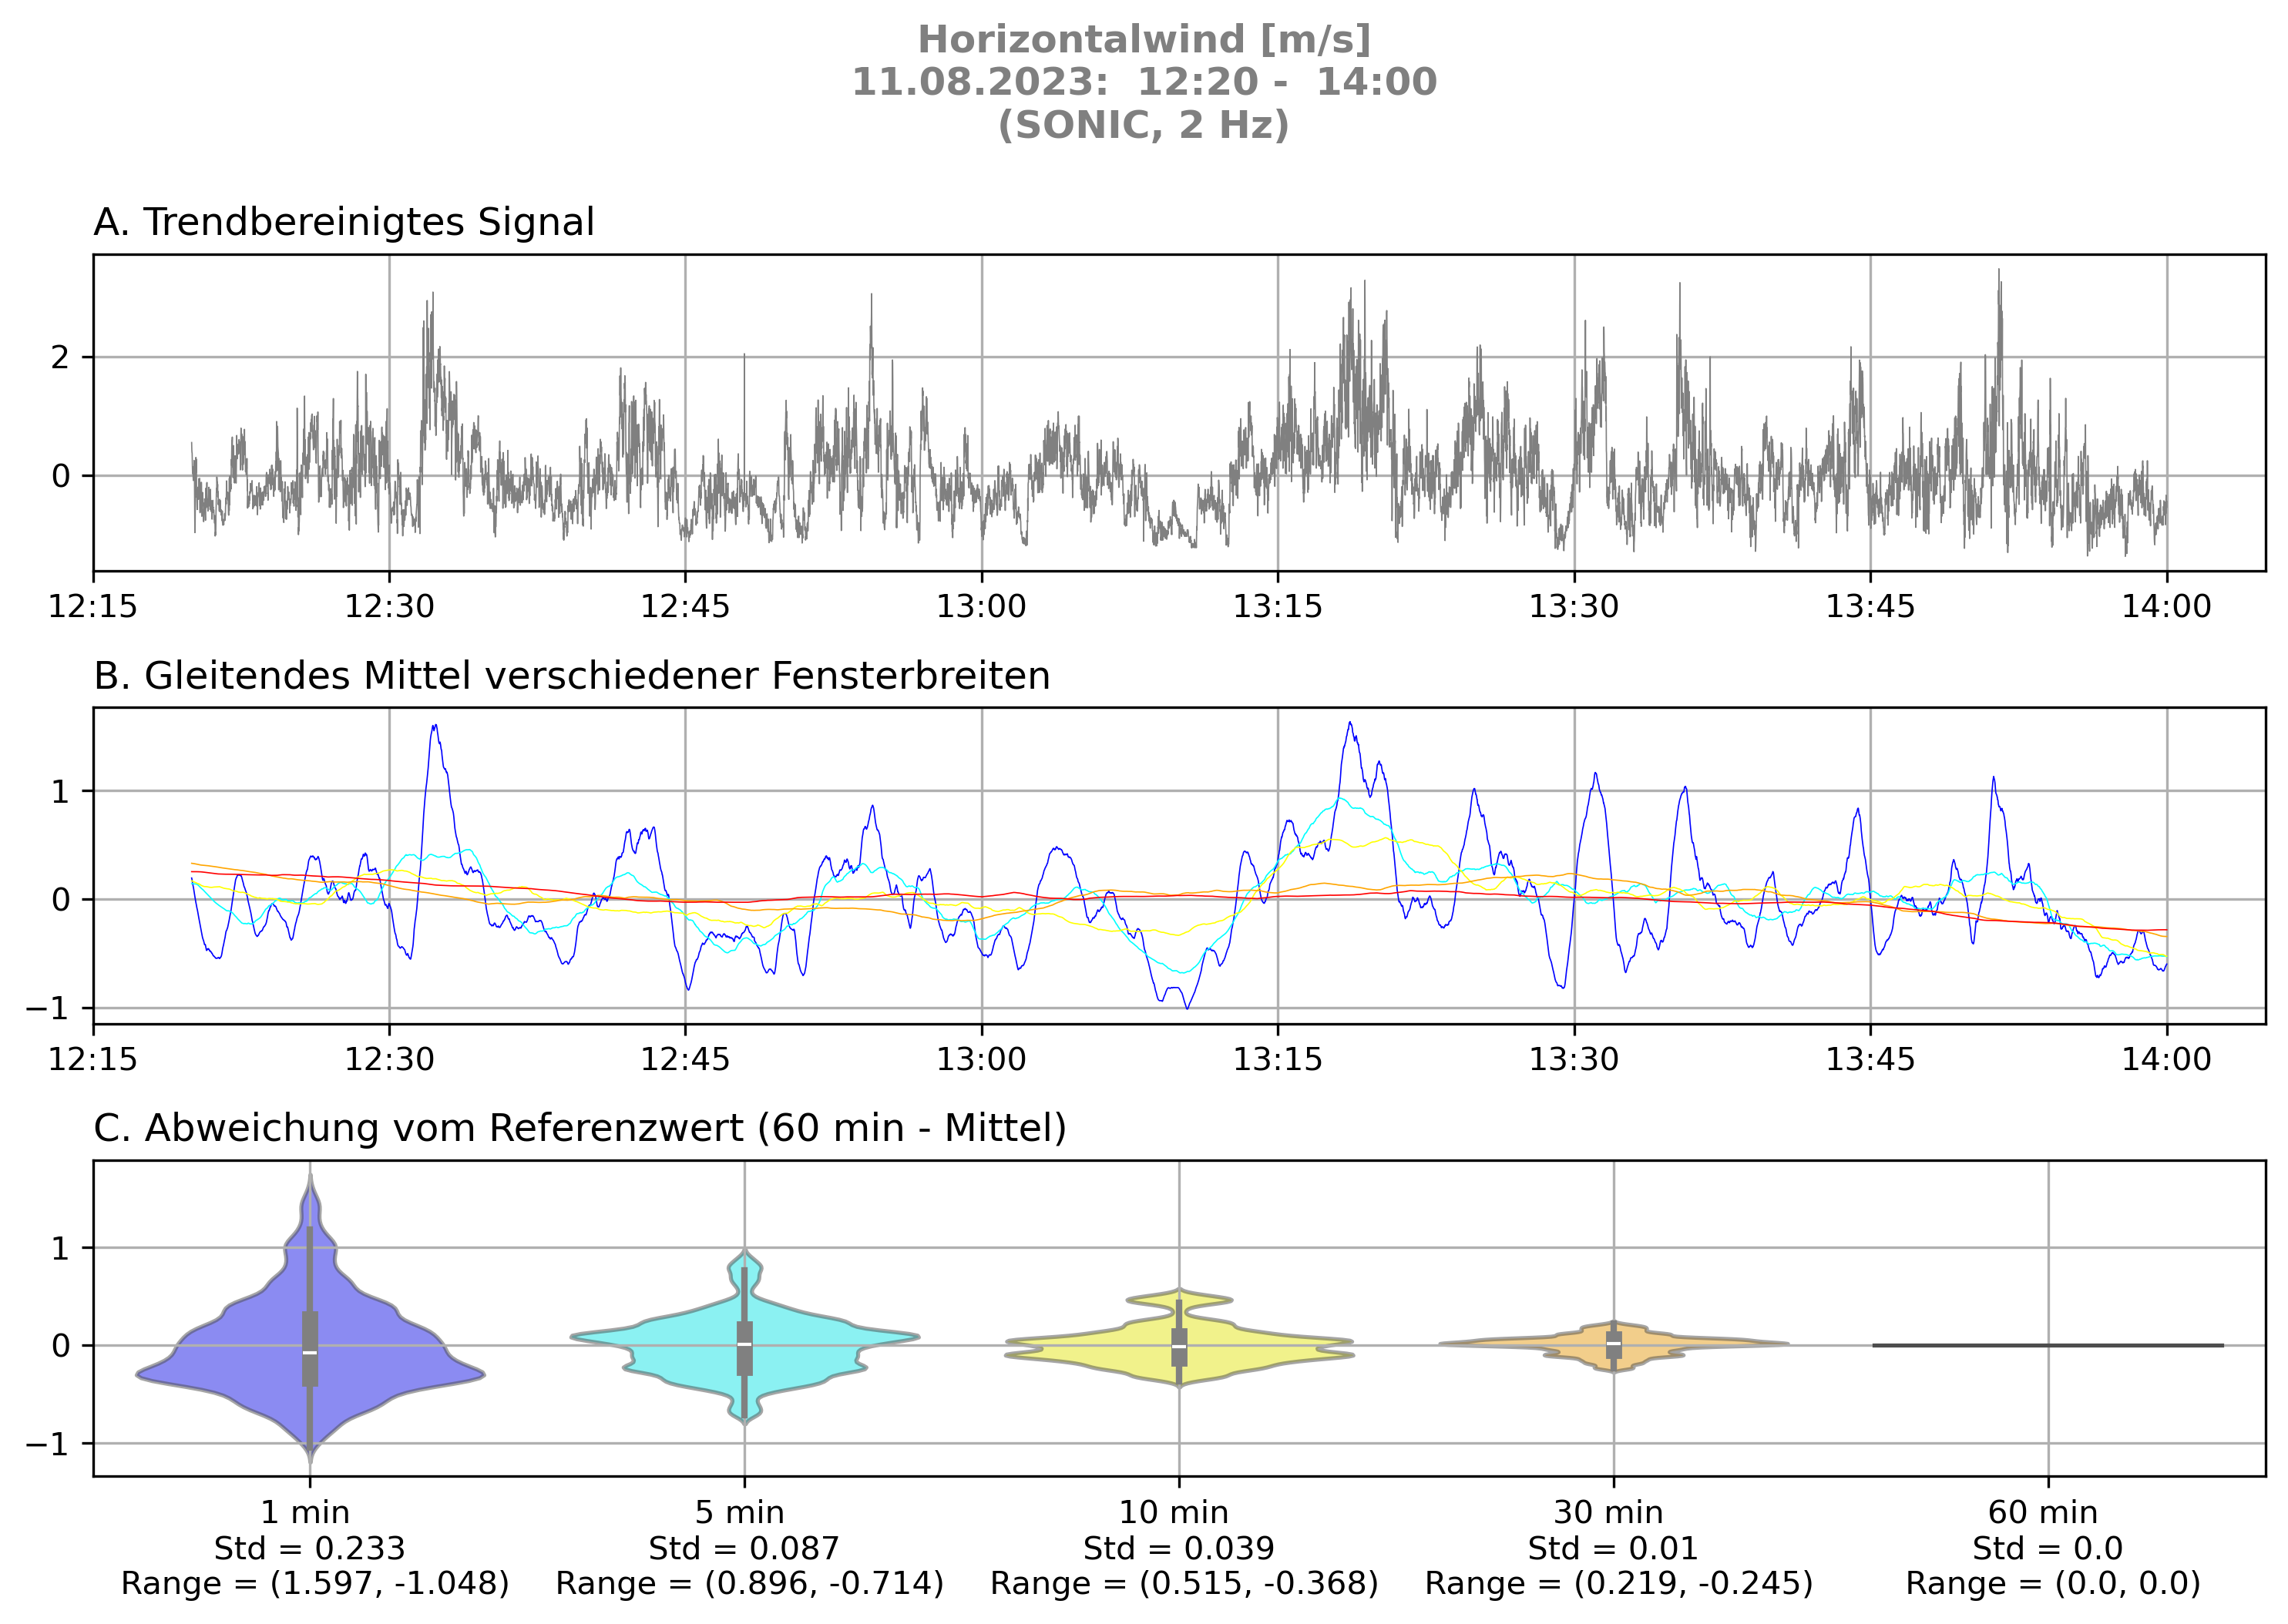 Horizontalwind [m/s]
11.08.2023:  12:20 -  14:00
(SONIC, 2 Hz)
A. Trendbereinigtes Signal
2
0
12:15 12:30 12:45 13:00 13:15 13:30 13:45 14:00
B. Gleitendes Mittel verschiedener Fensterbreiten
1
0
−1
12:15 12:30 12:45 13:00 13:15 13:30 13:45 14:00
C. Abweichung vom Referenzwert (60 min - Mittel)
1
0
−1
1 min 5 min 10 min 30 min 60 min
Std = 0.233 Std = 0.087 Std = 0.039 Std = 0.01 Std = 0.0
Range = (1.597, -1.048) Range = (0.896, -0.714) Range = (0.515, -0.368) Range = (0.219, -0.245) Range = (0.0, 0.0)